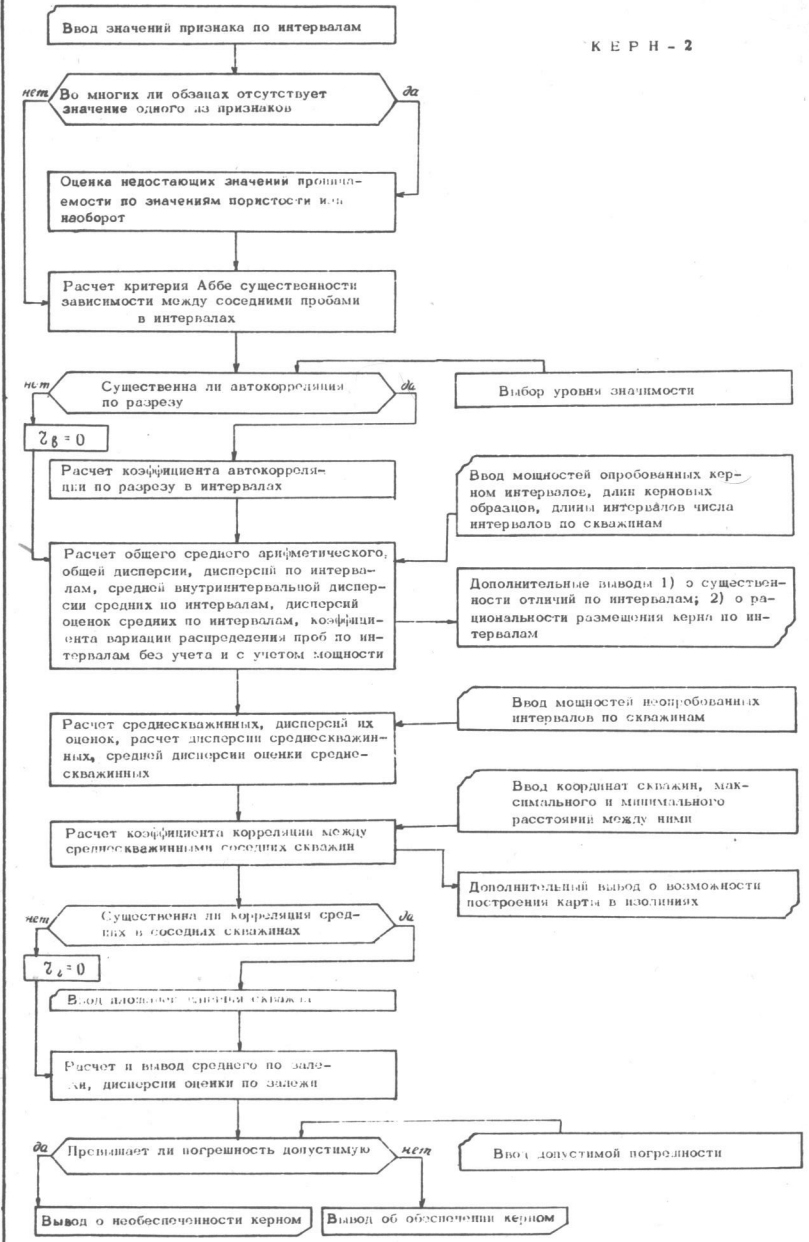 Ввод значений признака по интервалам
К Е Р Н - 2
нет
Во многих ли обзацах отсутствует
значение одного из признаков
да
Оценка недостающих значений проница-
емости по значениям пористости или
наоборот
Расчет критерия Аббе существенности
зависимости между соседними пробами
в интервалах
нет
Существенна ли автокорреляция
по разрезу
да
Выбор уровня значимости
τв = 0
Расчет коэффициента автокорреля-
ции по разрезу в интервалах
Ввод мощностей опробованных кер-
ном интервалов, длин керновых
образцов, длины интервалов числа
интервалов по скважинам
Расчет общего среднего арифметического,
общей дисперсии, дисперсий по интерва-
лам, средней внутриинтервальной диспер-
сии средних по интервалам, дисперсий
оценок средних по интервалам, коэффици-
ента вариации распределения проб по ин-
тервалам без учета и с учетом мощности
Дополнительные выводы 1) о существен-
ности отличий по интервалам; 2) о ра-
циональности размещения керна по ин-
тервалам
Ввод мощностей неопробованных
интервалов по скважинам
Расчет среднескважинных, дисперсий их
оценок, расчет дисперсии среднескважин-
ных, средней дисперсии оценки средне-
скважинных
Ввод координат скважин, мак-
симального и минимального
расстояний между ними
Расчет коэффициента корреляции между
среднескважинными соседних скважин
Дополнительный вывод о возможности
построения карты в изолиниях
нет
Существенна ли корреляция сред-
них в соседних скважинах
да
= 0
Ввод
Расчет и вывод среднего по зале-
жи, дисперсии оценки по залежи
да
Превышает ли погрешность допустимую
нет
Ввод допустимой погрешности
Вывод о необеспеченности керном
Вывод об обеспечении керном